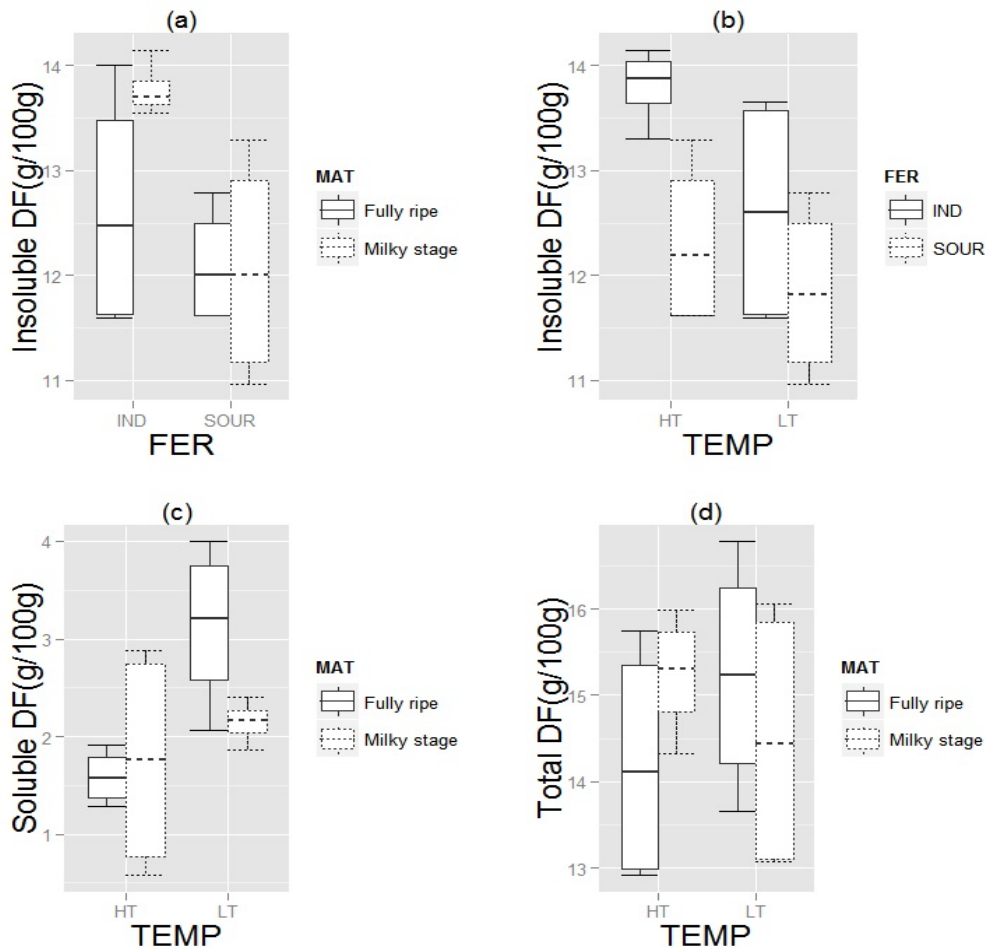 (a)
Insoluble DF(g/100g)
14
13
12
11
IND SOUR
FER
MAT
Fully ripe
Milky stage
(b)
Insoluble DF(g/100g)
14
13
12
11
HT LT
TEMP
FER
IND
SOUR
(c)
Soluble DF(g/100g)
4
3
2
1
HT LT
TEMP
MAT
Fully ripe
Milky stage
(d)
Total DF(g/100g)
16
15
14
13
HT LT
TEMP
MAT
Fully ripe
Milky stage